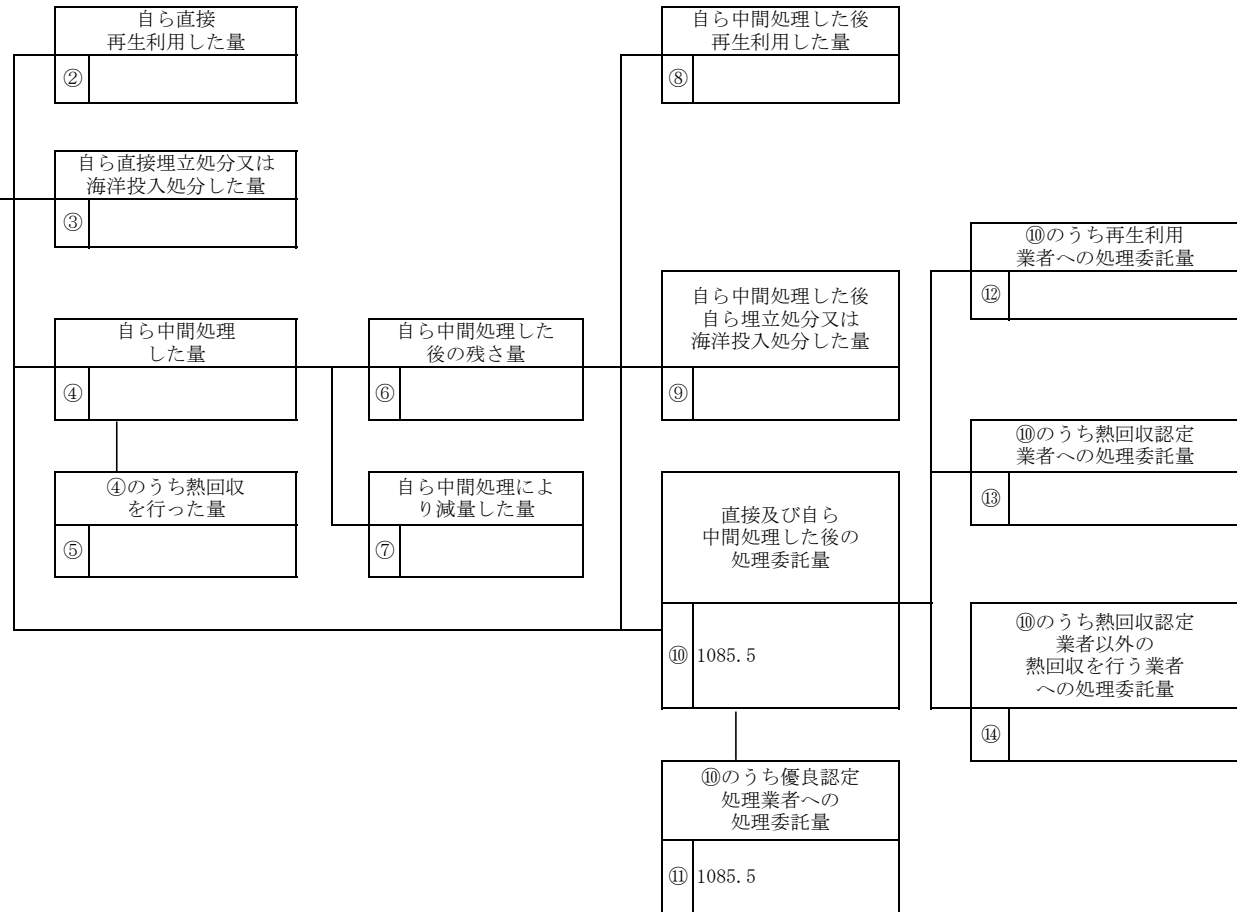 自ら直接
再生利用した量
②
自ら直接埋立処分又は
海洋投入処分した量
③
自ら中間処理
した量
④
④のうち熱回収
を行った量
⑤
自ら中間処理した
後の残さ量
⑥
自ら中間処理によ
り減量した量
⑦
自ら中間処理した後
再生利用した量
⑧
自ら中間処理した後
自ら埋立処分又は
海洋投入処分した量
⑨
直接及び自ら
中間処理した後の
処理委託量
⑩ 1085.5
⑩のうち優良認定
処理業者への
処理委託量
⑪ 1085.5
⑩のうち再生利用
業者への処理委託量
⑫
⑩のうち熱回収認定
業者への処理委託量
⑬
⑩のうち熱回収認定
業者以外の
熱回収を行う業者
への処理委託量
⑭